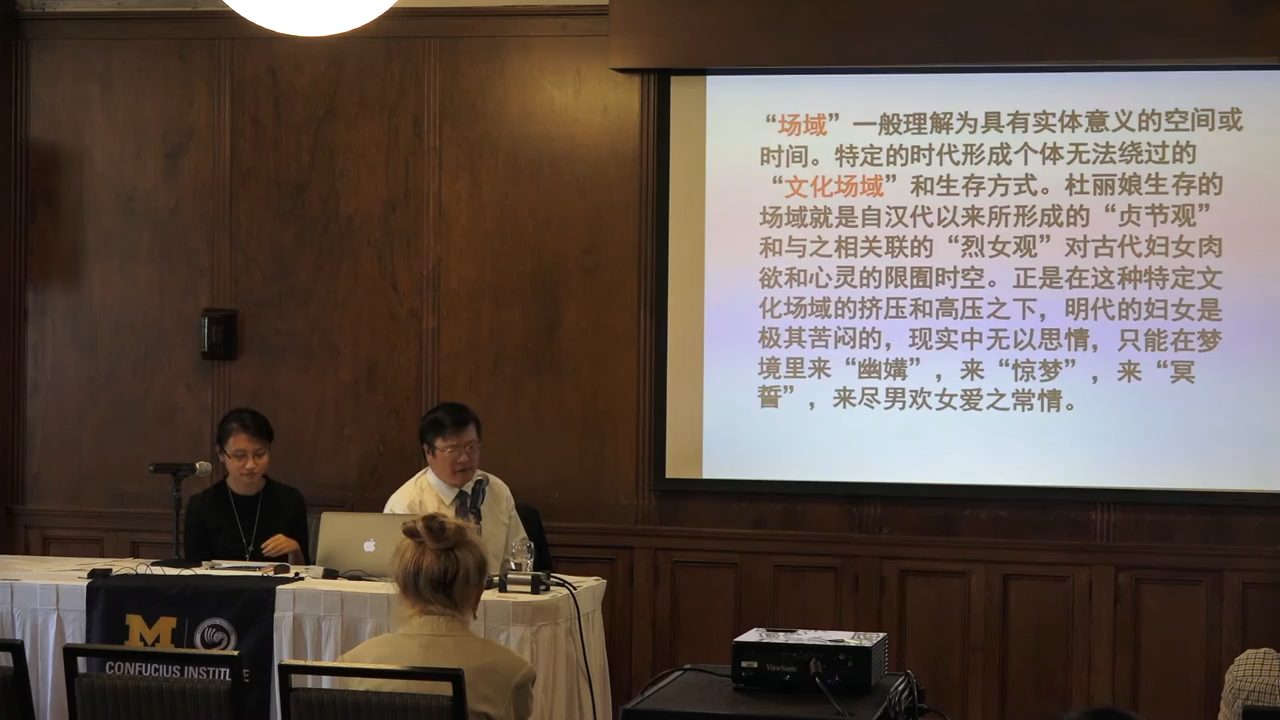 “场域”一般理解为具有实体意义的空间或
时间。特定的时代形成个体无法绕过的
“文化场域”和生存方式。杜丽娘生存的
场域就是自汉代以来所形成的“贞节观”
和与之相关联的“烈女观”对古代妇女肉
欲和心灵的限囿时空。正是在这种特定文
化场域的挤压和高压之下，明代的妇女是
极其苦闷的，现实中无以思情，只能在梦
境里来“幽媾”，来“惊梦”，来“冥
誓”，来尽男欢女爱之常情。
M
CONFUCIUS INSTITUTE
ViewSonic